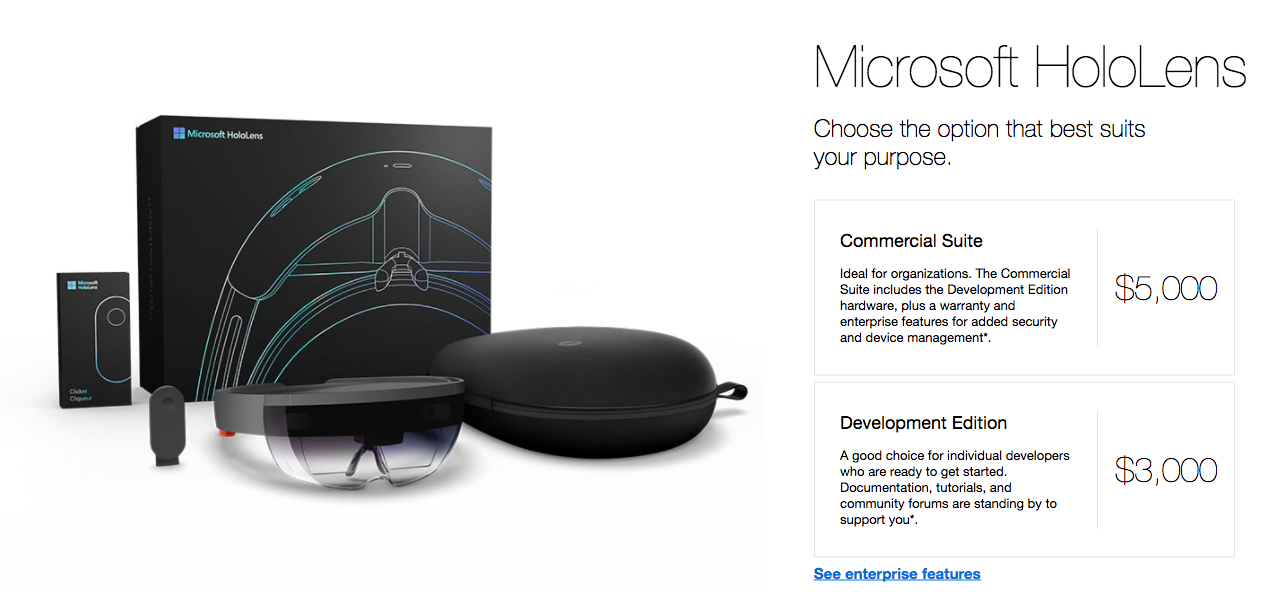 Microsoft HoloLens
Microsoft
HoloLens
Clicker
Cliqueur
Microsoft HoloLens
Choose the option that best suits
your purpose.
Commercial Suite
Ideal for organizations. The Commercial
Suite includes the Development Edition
hardware, plus a warranty and
enterprise features for added security
and device management*.
$5,000
Development Edition
A good choice for individual developers
who are ready to get started.
Documentation, tutorials, and
community forums are standing by to
support you*.
$3,000
See enterprise features